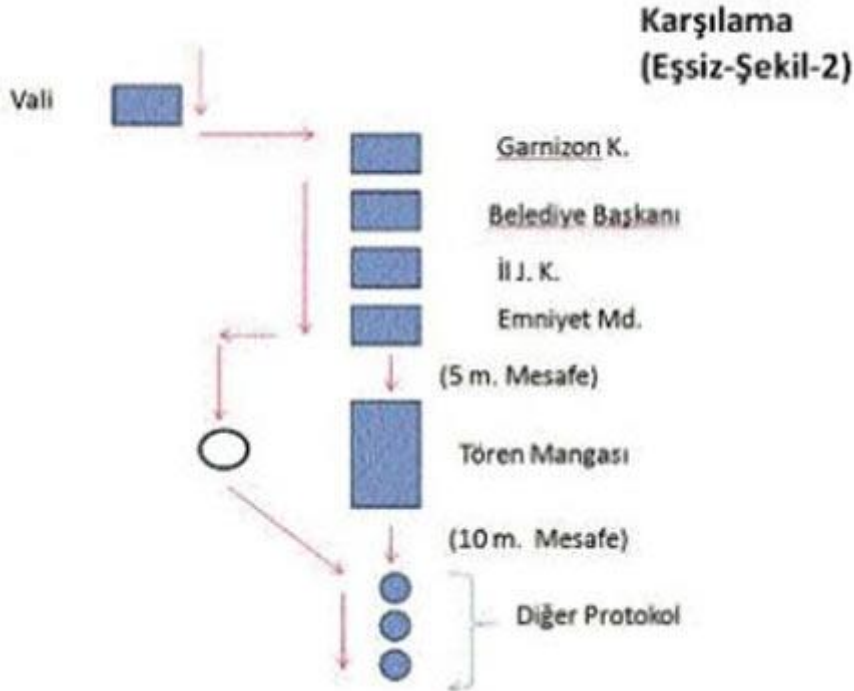 Karşılama
(Eşsiz-Şekil-2)
Vali
Garnizon K.
Belediye Başkanı
İl J. K.
Emniyet Md.
(5 m. Mesafe)
Tören Mangası
(10 m. Mesafe)
Diğer Protokol